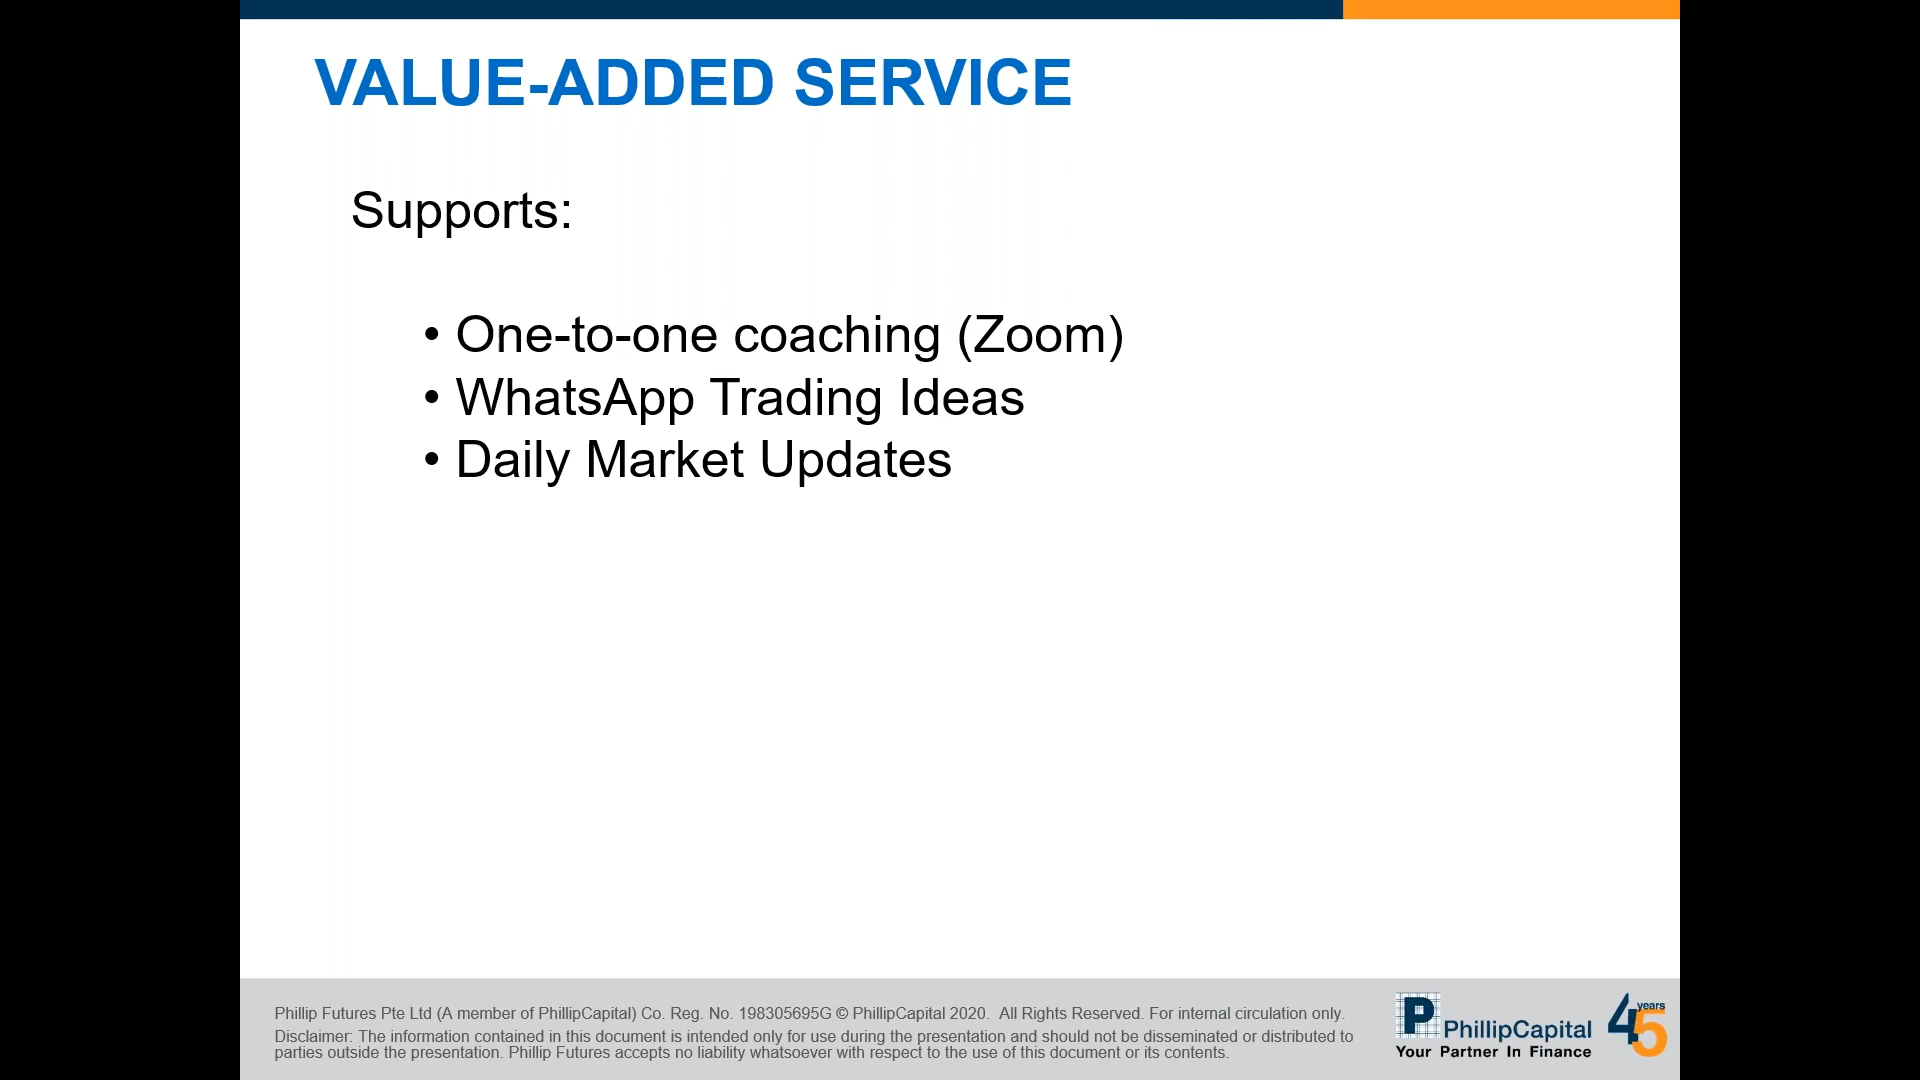 VALUE-ADDED SERVICE
Supports:
• One-to-one coaching (Zoom)
• WhatsApp Trading Ideas
• Daily Market Updates
Phillip Futures Pte Ltd (A member of PhillipCapital) Co. Reg. No. 198305695G © PhillipCapital 2020.  All Rights Reserved. For internal circulation only.
Disclaimer: The information contained in this document is intended only for use during the presentation and should not be disseminated or distributed to
parties outside the presentation. Phillip Futures accepts no liability whatsoever with respect to the use of this document or its contents.
P PhillipCapital
Your Partner In Finance
45 years